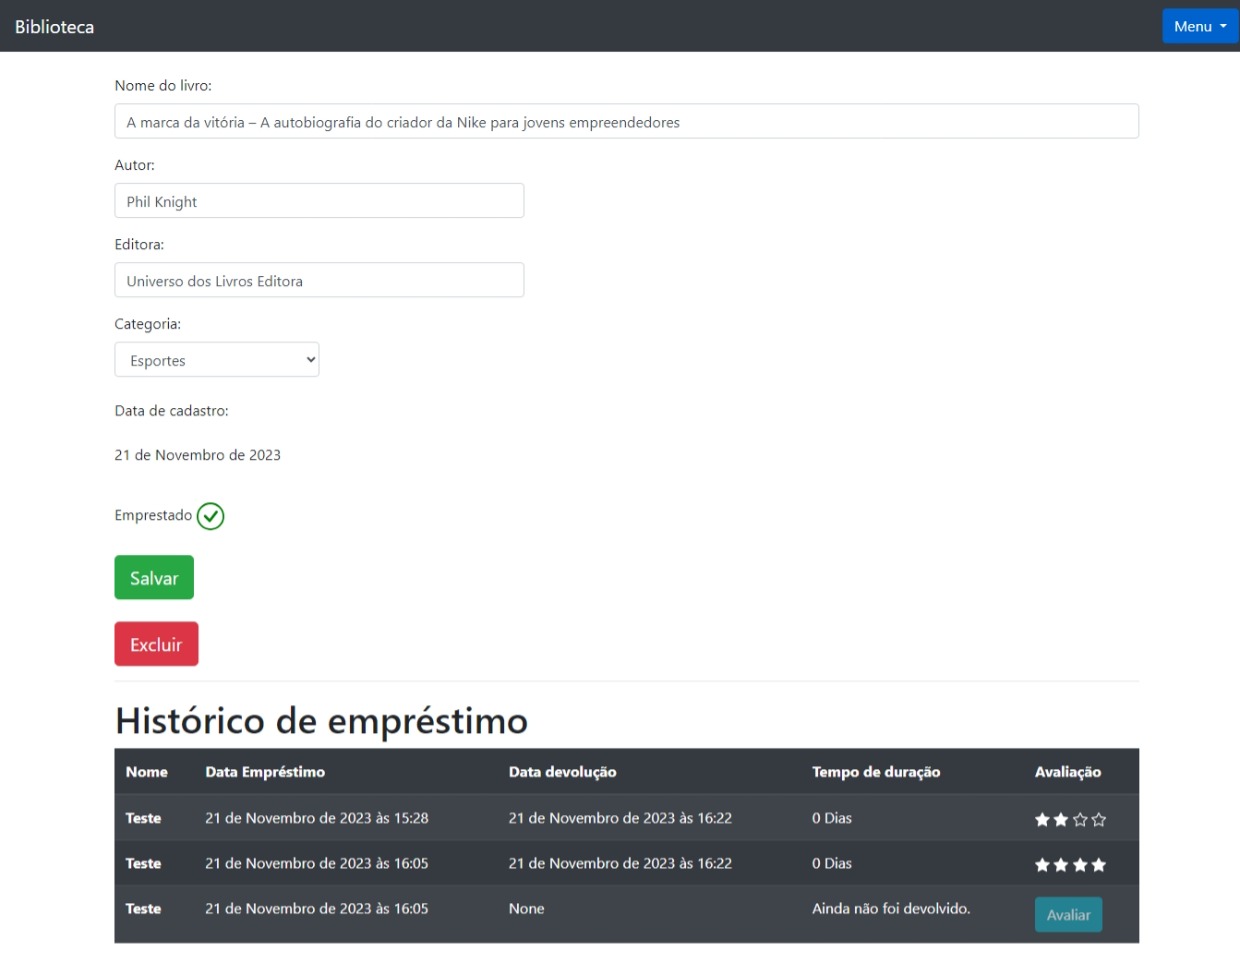 Biblioteca
Menu
Nome do livro:
A marca da vitória – A autobiografia do criador da Nike para jovens empreendedores
Autor:
Phil Knight
Editora:
Universo dos Livros Editora
Categoria:
Esportes
Data de cadastro:
21 de Novembro de 2023
Emprestado
Salvar
Excluir
Histórico de empréstimo
Nome Data Empréstimo Data devolução Tempo de duração Avaliação
Teste 21 de Novembro de 2023 às 15:28 21 de Novembro de 2023 às 16:22 0 Dias
Teste 21 de Novembro de 2023 às 16:05 21 de Novembro de 2023 às 16:22 0 Dias
Teste 21 de Novembro de 2023 às 16:05 None Ainda não foi devolvido. Avaliar